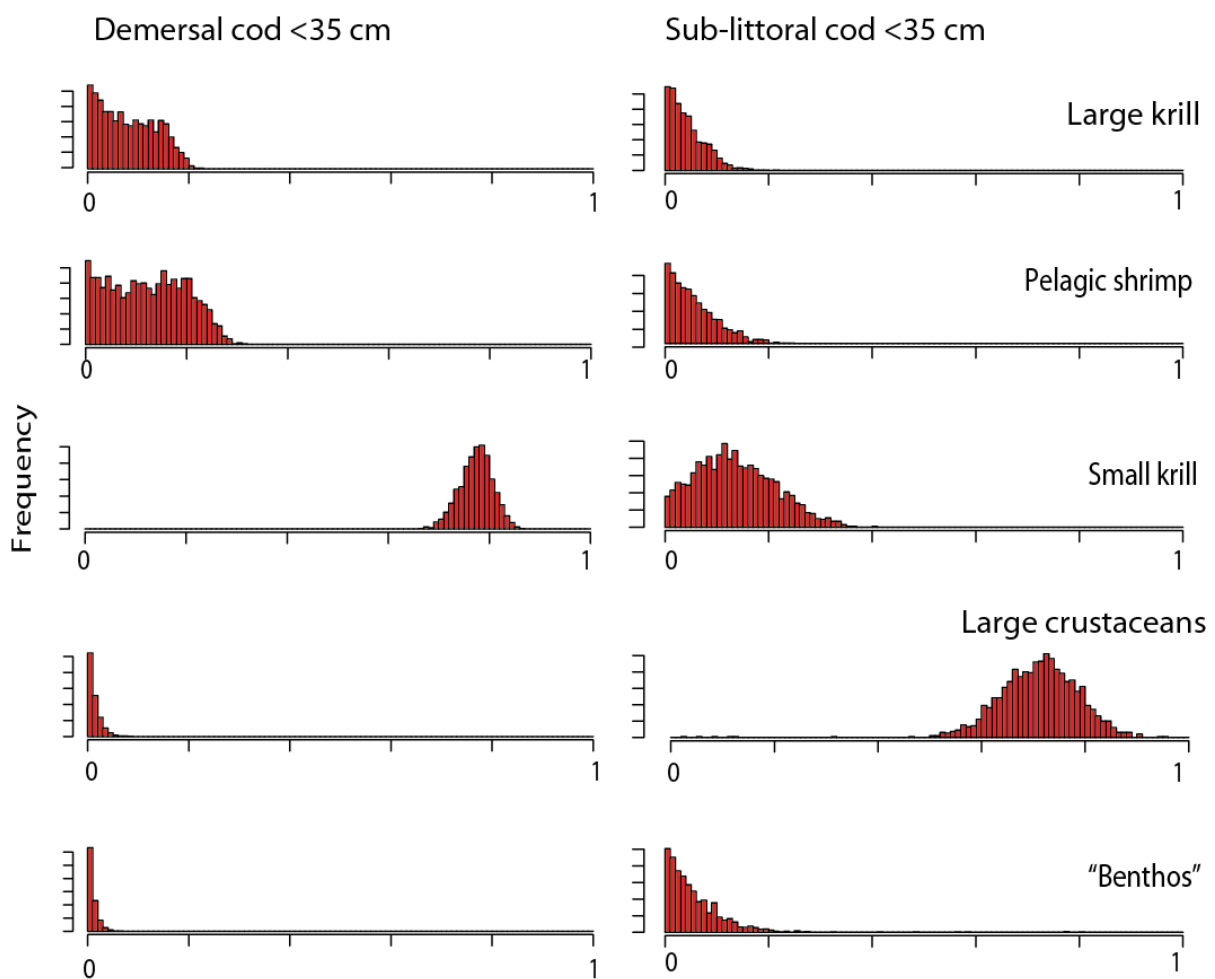 Demersal cod <35 cm
Sub-littoral cod <35 cm
Large krill
0 1
0 1
Pelagic shrimp
0 1
0 1
Frequency
Small krill
0 1
0 1
Large crustaceans
0 1
0 1
“Benthos”
0 1
0 1